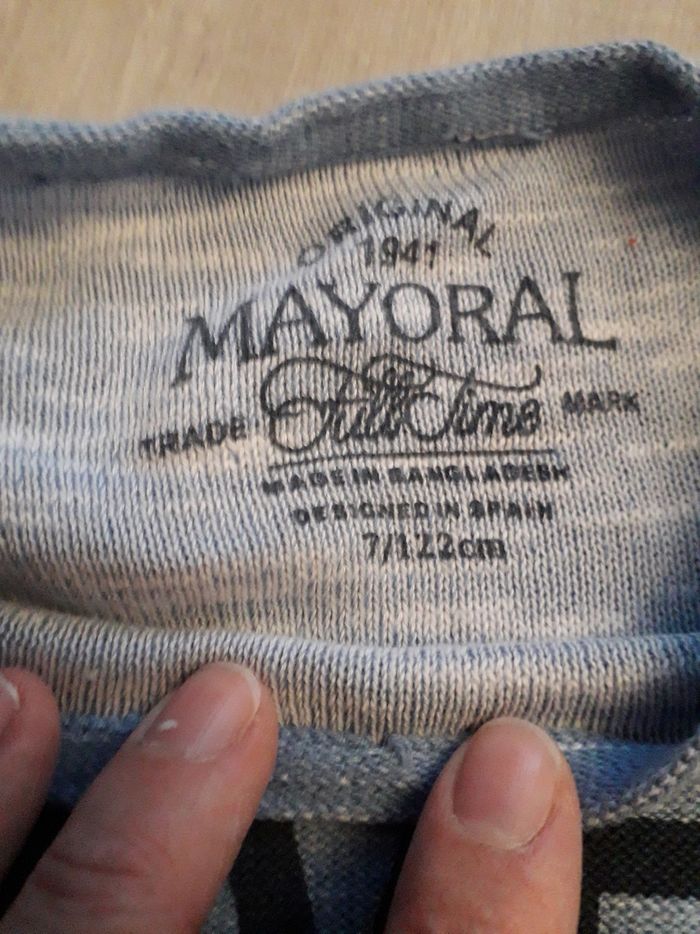 ORIGINAL
1941
MAYORAL
TRADE Full Time MARK
MADE IN BANGLADESH
DESIGNED IN SPAIN
7/122cm